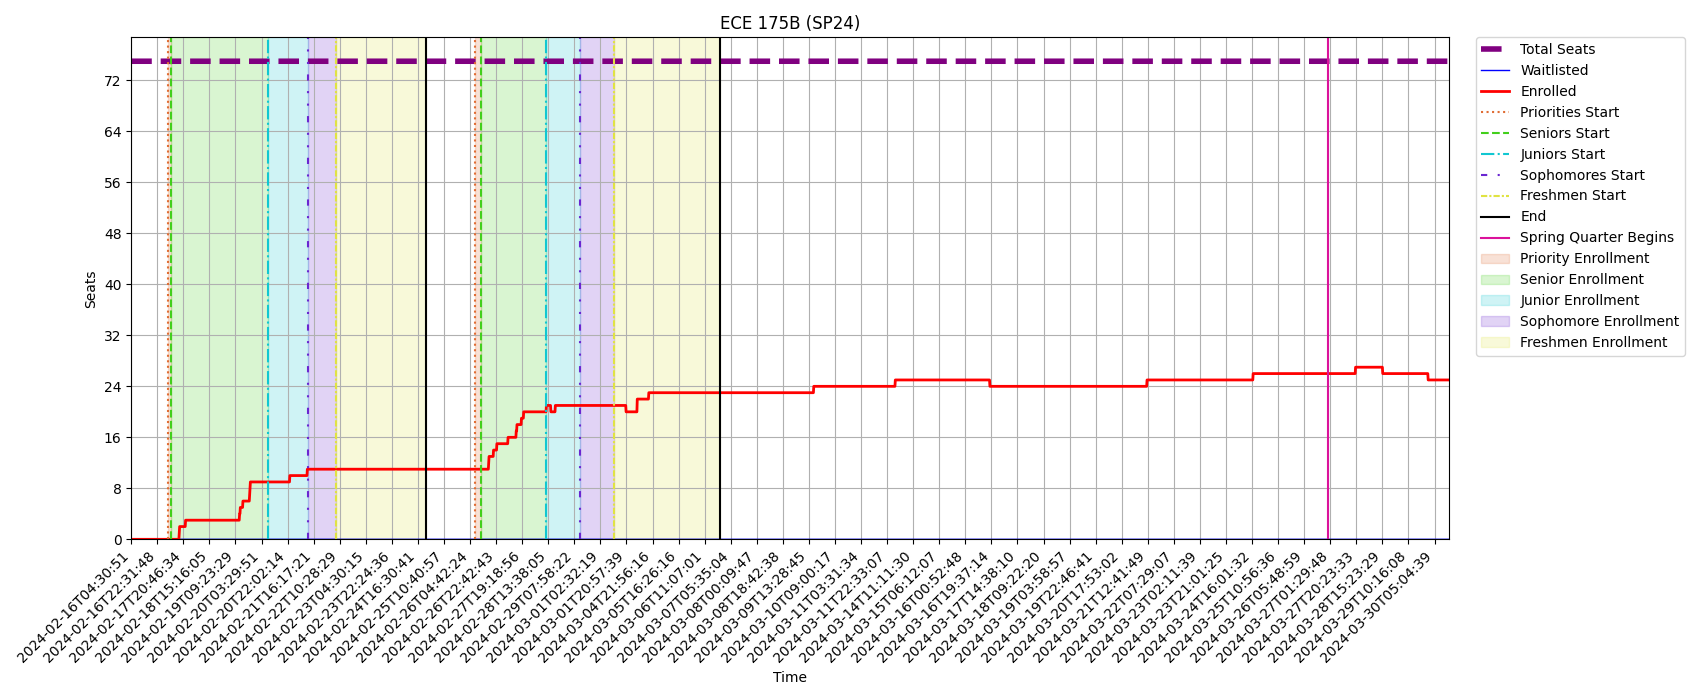 ECE 175B (SP24)
Seats
72
64
56
48
40
32
24
16
8
0
2024-02-16T04:30:51
2024-02-16T22:31:48
2024-02-17T20:46:34
2024-02-18T15:16:05
2024-02-19T09:23:29
2024-02-20T03:29:51
2024-02-20T22:02:14
2024-02-21T16:17:21
2024-02-22T10:28:29
2024-02-23T04:30:15
2024-02-23T22:24:36
2024-02-24T16:30:41
2024-02-25T10:40:57
2024-02-26T04:42:24
2024-02-26T22:42:43
2024-02-27T19:18:56
2024-02-28T13:38:05
2024-02-29T07:58:22
2024-03-01T02:32:19
2024-03-01T20:57:39
2024-03-04T21:56:16
2024-03-05T16:26:16
2024-03-06T11:07:01
2024-03-07T05:35:04
2024-03-08T00:09:47
2024-03-08T18:42:38
2024-03-09T13:28:45
2024-03-10T09:00:17
2024-03-11T03:31:34
2024-03-11T22:33:07
2024-03-14T11:11:30
2024-03-15T06:12:07
2024-03-16T00:52:48
2024-03-16T19:37:14
2024-03-17T14:38:10
2024-03-18T09:22:20
2024-03-19T03:58:57
2024-03-19T22:46:41
2024-03-20T17:53:02
2024-03-21T12:41:49
2024-03-22T07:29:07
2024-03-23T02:11:39
2024-03-23T21:01:25
2024-03-24T16:01:32
2024-03-25T10:56:36
2024-03-26T05:48:59
2024-03-27T01:29:48
2024-03-27T20:23:33
2024-03-28T15:23:29
2024-03-29T10:16:08
2024-03-30T05:04:39
Time
Total Seats
Waitlisted
Enrolled
Priorities Start
Seniors Start
Juniors Start
Sophomores Start
Freshmen Start
End
Spring Quarter Begins
Priority Enrollment
Senior Enrollment
Junior Enrollment
Sophomore Enrollment
Freshmen Enrollment